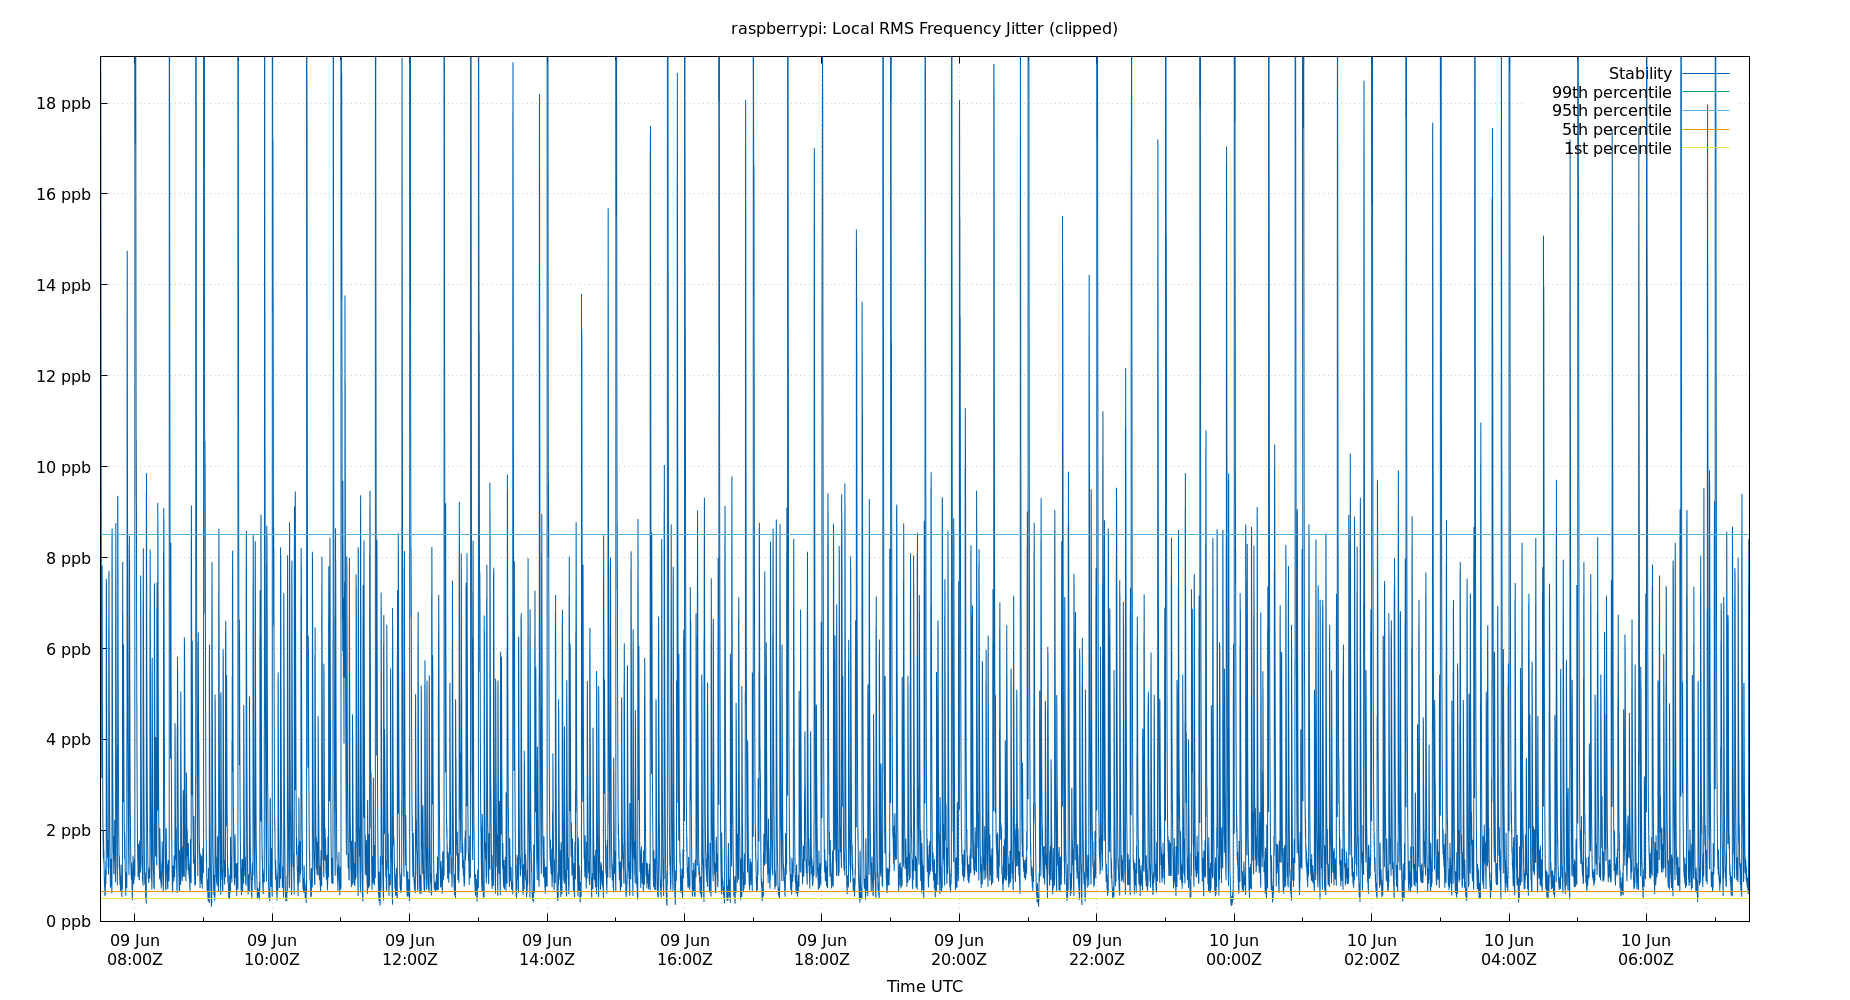 raspberrypi: Local RMS Frequency Jitter (clipped)
Stability
99th percentile
95th percentile
5th percentile
1st percentile
18 ppb
16 ppb
14 ppb
12 ppb
10 ppb
8 ppb
6 ppb
4 ppb
2 ppb
0 ppb
09 Jun 09 Jun 09 Jun 09 Jun 09 Jun 09 Jun 09 Jun 09 Jun 10 Jun 10 Jun 10 Jun 10 Jun
08:00Z 10:00Z 12:00Z 14:00Z 16:00Z 18:00Z 20:00Z 22:00Z 00:00Z 02:00Z 04:00Z 06:00Z
Time UTC